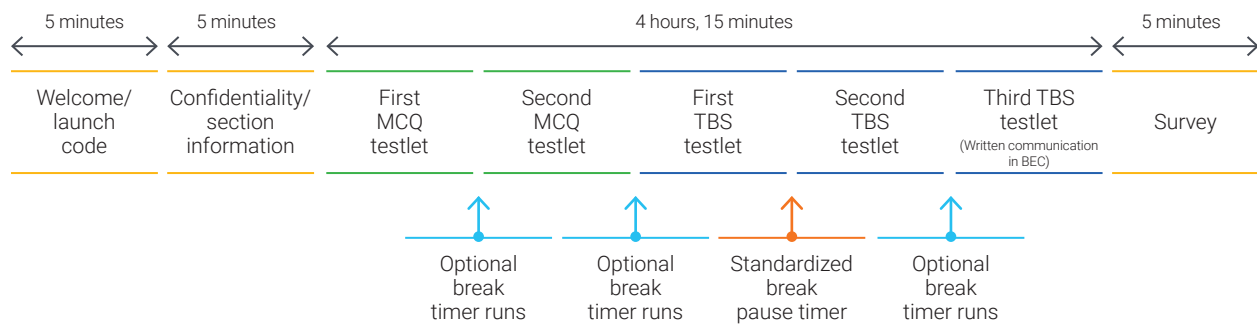 5 minutes
5 minutes
4 hours, 15 minutes
5 minutes
Welcome/
launch
code
Confidentiality/
section
information
First
MCQ
testlet
Second
MCQ
testlet
First
TBS
testlet
Second
TBS
testlet
Third TBS
testlet
(Written communication
in BEC)
Survey
Optional
break
timer runs
Optional
break
timer runs
Standardized
break
pause timer
Optional
break
timer runs